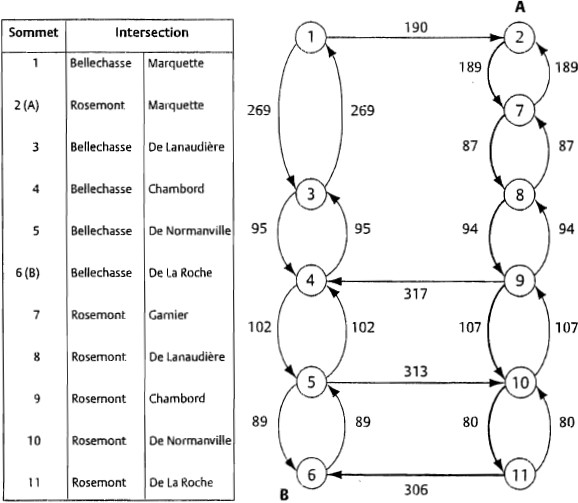 Sommet Intersection
1 Bellechasse Marquette
2 (A) Rosemont Marquette
3 Bellechasse De Lanaudière
4 Bellechasse Chambord
5 Bellechasse De Normanville
6 (B) Bellechasse De La Roche
7 Rosemont Garnier
8 Rosemont De Lanaudière
9 Rosemont Chambord
10 Rosemont De Normanville
11 Rosemont De La Roche
A
1 190 2
189 189
269 269 7
87 87
3 8
95 95 94 94
4 317 9
102 102 107 107
5 313 10
89 89 80 80
6 306 11
B